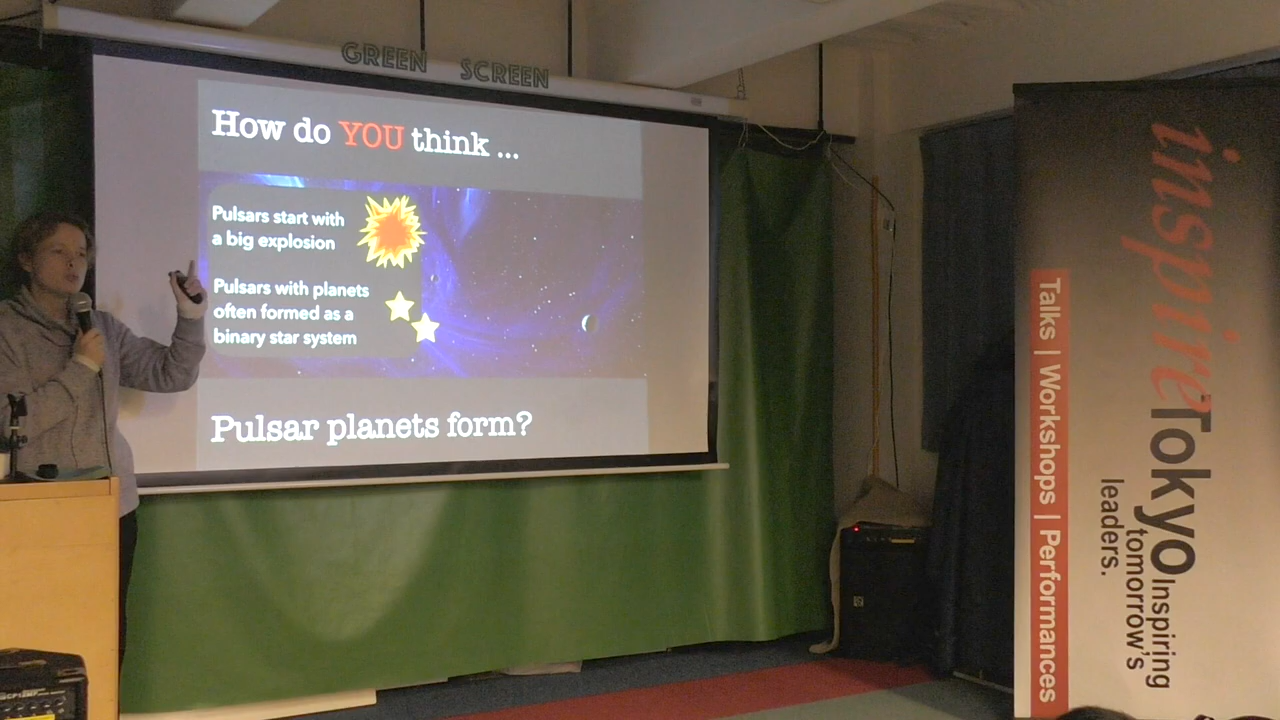 GREEN SCREEN
How do YOU think ...
Pulsars start with
a big explosion
Pulsars with planets
often formed as a
binary star system
Pulsar planets form?
inspireTokyo
Inspiring
tomorrow's
leaders.
Talks | Workshops | Performances